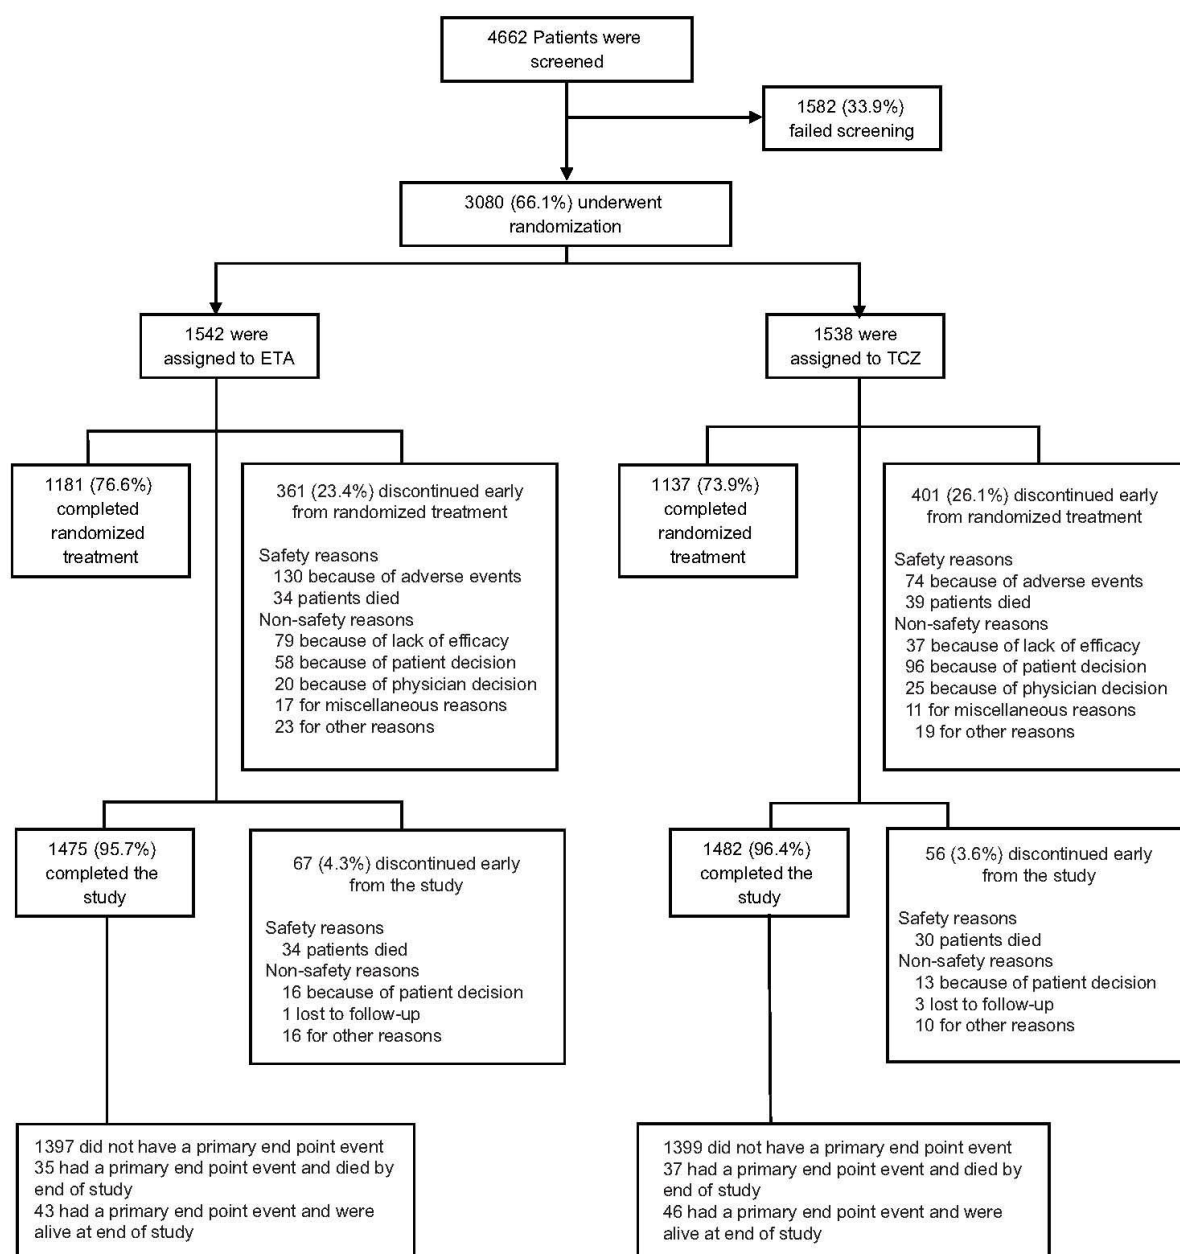 4662 Patients were
screened
1582 (33.9%)
failed screening
3080 (66.1%) underwent
randomization
1542 were
assigned to ETA
1538 were
assigned to TCZ
1181 (76.6%)
completed
randomized
treatment
361 (23.4%) discontinued early
from randomized treatment
Safety reasons
130 because of adverse events
34 patients died
Non-safety reasons
79 because of lack of efficacy
58 because of patient decision
20 because of physician decision
17 for miscellaneous reasons
23 for other reasons
1137 (73.9%)
completed
randomized
treatment
401 (26.1%) discontinued early
from randomized treatment
Safety reasons
74 because of adverse events
39 patients died
Non-safety reasons
37 because of lack of efficacy
96 because of patient decision
25 because of physician decision
11 for miscellaneous reasons
19 for other reasons
1475 (95.7%)
completed the
study
67 (4.3%) discontinued early
from the study
Safety reasons
34 patients died
Non-safety reasons
16 because of patient decision
1 lost to follow-up
16 for other reasons
1482 (96.4%)
completed the
study
56 (3.6%) discontinued early
from the study
Safety reasons
30 patients died
Non-safety reasons
13 because of patient decision
3 lost to follow-up
10 for other reasons
1397 did not have a primary end point event
35 had a primary end point event and died by
end of study
43 had a primary end point event and were
alive at end of study
1399 did not have a primary end point event
37 had a primary end point event and died by
end of study
46 had a primary end point event and were
alive at end of study